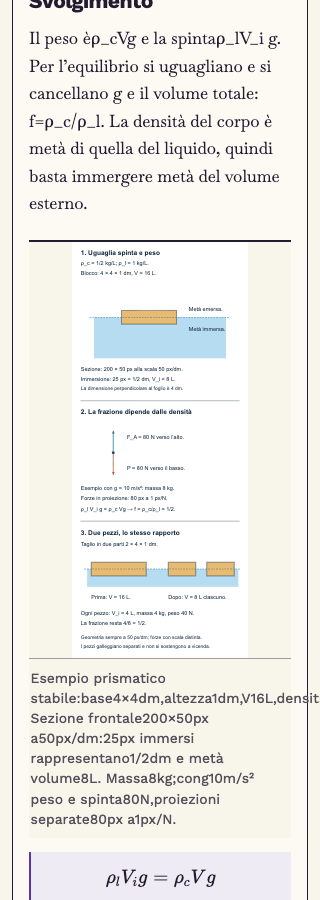 Svolgimento
Il peso èρ_cVg e la spintaρ_lV_i g.
Per l’equilibrio si uguagliano e si
cancellano g e il volume totale:
f=ρ_c/ρ_l. La densità del corpo è
metà di quella del liquido, quindi
basta immergere metà del volume
esterno.
1. Uguaglia spinta e peso
ρ_c = 1/2 kg/L; ρ_l = 1 kg/L.
Blocco: 4 × 4 × 1 dm, V = 16 L.
Metà emersa.
Metà immersa.
Sezione: 200 × 50 px alla scala 50 px/dm.
Immersione: 25 px = 1/2 dm, V_i = 8 L.
La dimensione perpendicolare al foglio è 4 dm.
2. La frazione dipende dalle densità
F_A = 80 N verso l’alto.
P = 80 N verso il basso.
Esempio con g = 10 m/s²: massa 8 kg.
Forze in proiezione: 80 px a 1 px/N.
ρ_l V_i g = ρ_c Vg → f = ρ_c/ρ_l = 1/2.
3. Due pezzi, lo stesso rapporto
Taglio in due parti 2 × 4 × 1 dm.
Prima: V = 16 L.
Dopo: V = 8 L ciascuno.
Ogni pezzo: V_i = 4 L, massa 4 kg, peso 40 N.
La frazione resta 4/8 = 1/2.
Geometria sempre a 50 px/dm; forze con scala distinta.
I pezzi galleggiano separati e non si sostengono a vicenda.
Esempio prismatico
stabile:base4×4dm,altezza1dm,V16L,densit
Sezione frontale200×50px
a50px/dm:25px immersi
rappresentano1/2dm e metà
volume8L. Massa8kg;cong10m/s²
peso e spinta80N,proiezioni
separate80px a1px/N.
ρ_l V_i g = ρ_c V g